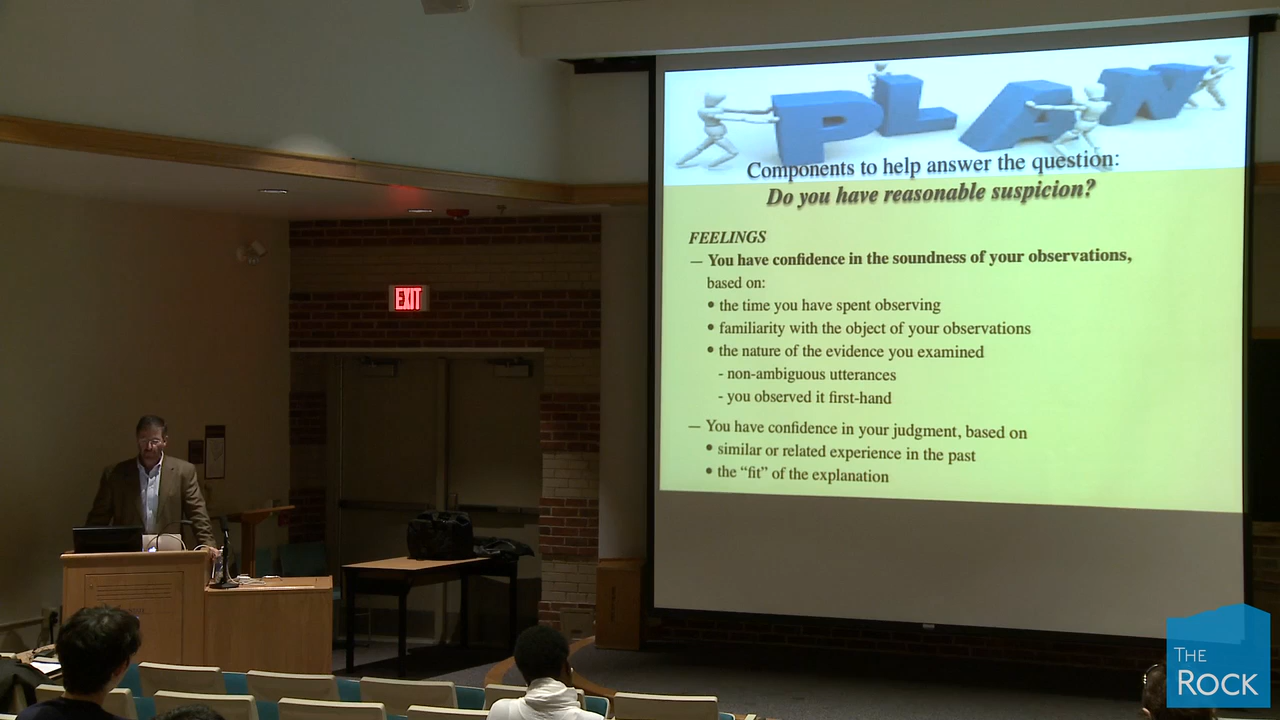 PLAN
Components to help answer the question:
Do you have reasonable suspicion?
FEELINGS
— You have confidence in the soundness of your observations,
based on:
• the time you have spent observing
• familiarity with the object of your observations
• the nature of the evidence you examined
- non-ambiguous utterances
- you observed it first-hand
— You have confidence in your judgment, based on
• similar or related experience in the past
• the “fit” of the explanation
EXIT
THE
ROCK